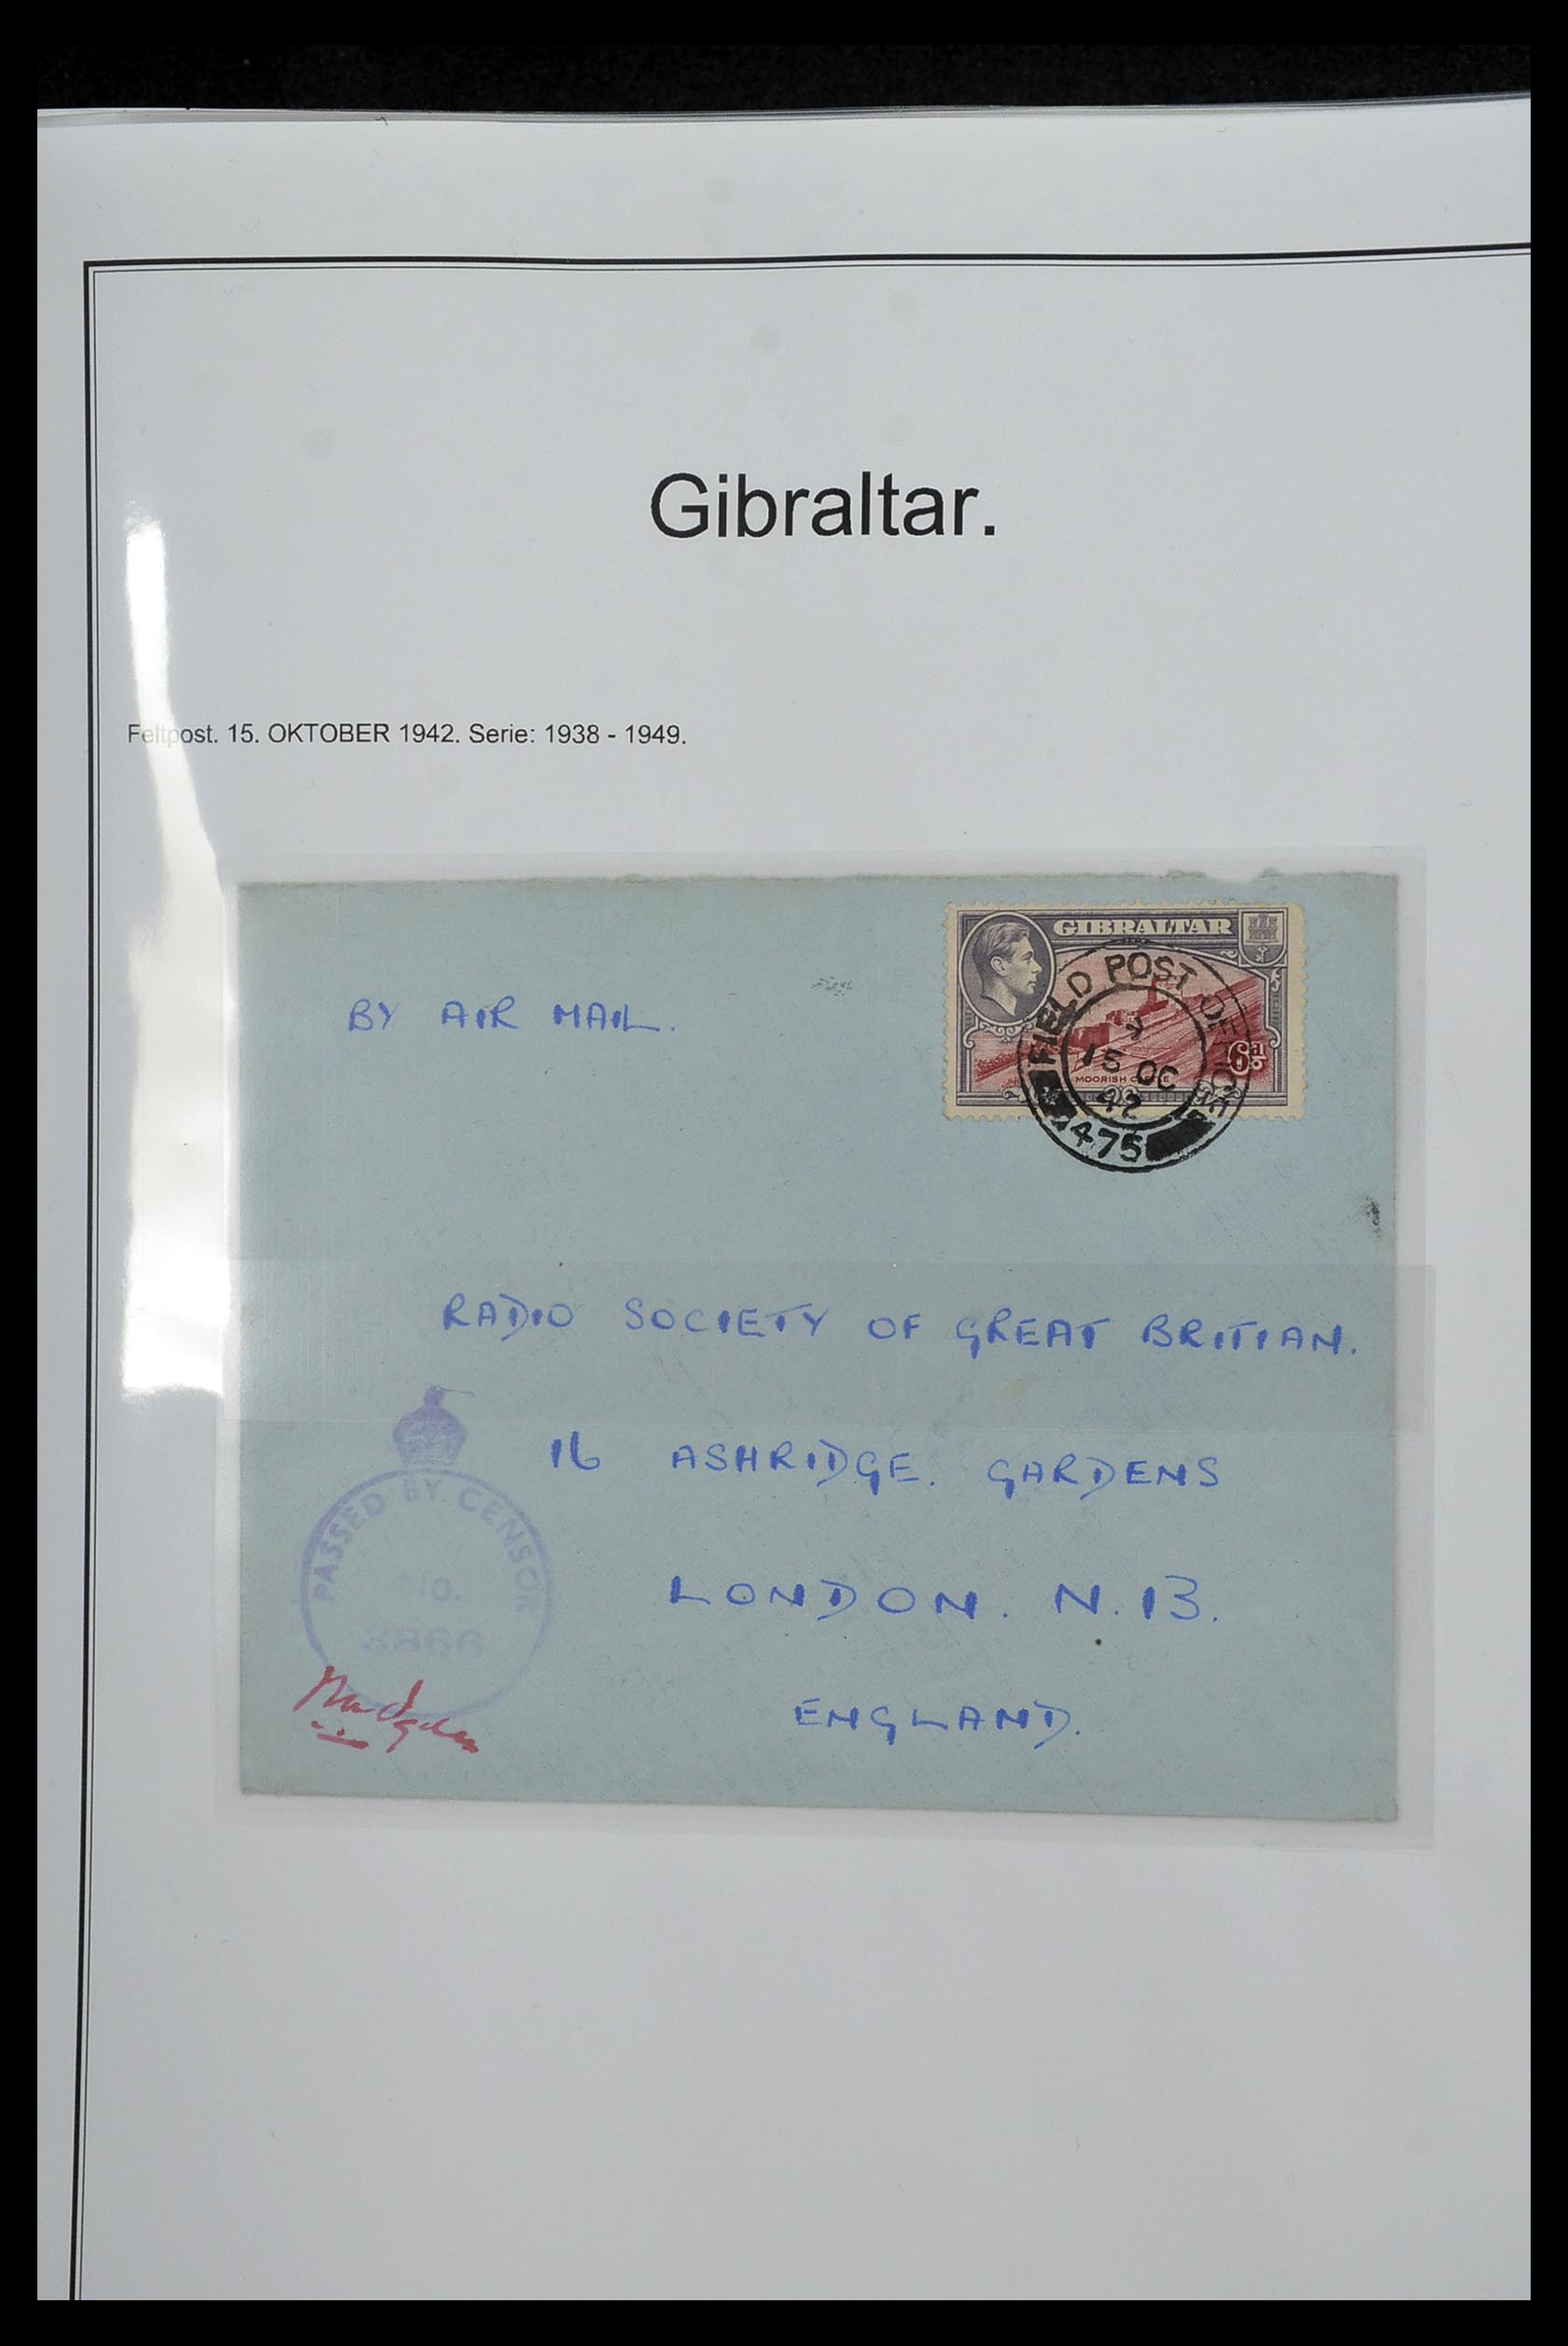 Gibraltar.
Feltpost. 15. OKTOBER 1942. Serie: 1938 - 1949.
GIBRALTAR
MOORISH
6d
FIELD POST OFFICE
15 OC
42
475
BY AIR MAIL.
RADIO SOCIETY OF GREAT BRITIAN.
16 ASHRIDGE. GARDENS
LONDON. N. 13.
ENGLAND.
PASSED BY CENSOR
No.
3866